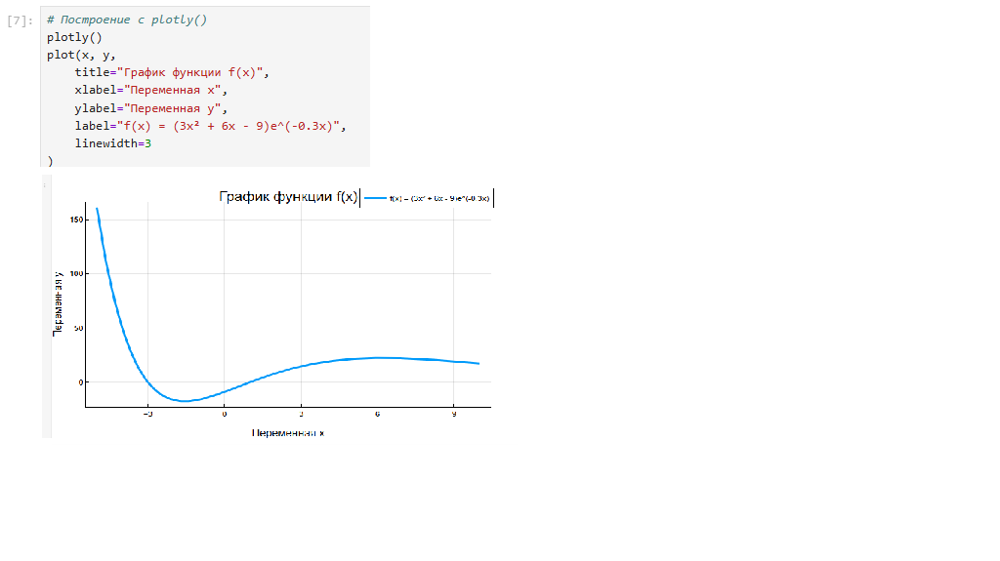 [7]: # Построение с plotly()
plotly()
plot(x, y,
title="График функции f(x)",
xlabel="Переменная x",
ylabel="Переменная y",
label="f(x) = (3x² + 6x - 9)e^(-0.3x)",
linewidth=3
)
График функции f(x)
f(x) = (3x² + 6x - 9)e^(-0.3x)
150
100
50
0
Переменная y
−3 0 3 6 9
Переменная x